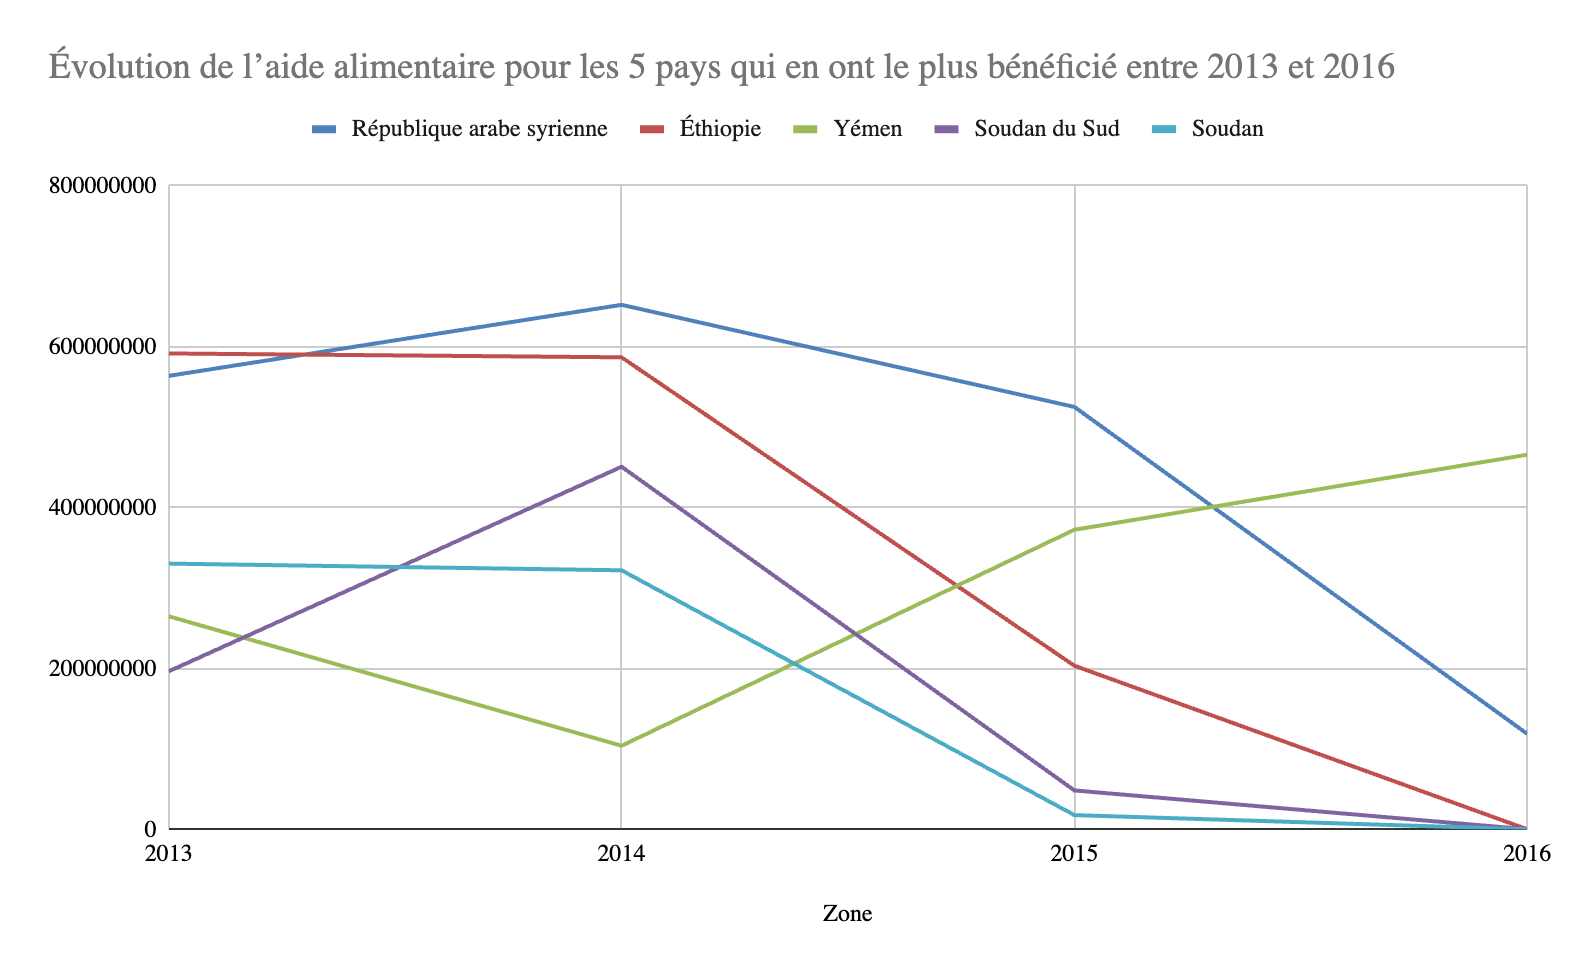 Évolution de l’aide alimentaire pour les 5 pays qui en ont le plus bénéficié entre 2013 et 2016
République arabe syrienne Éthiopie Yémen Soudan du Sud Soudan
800000000
600000000
400000000
200000000
0
2013 2014 2015 2016
Zone